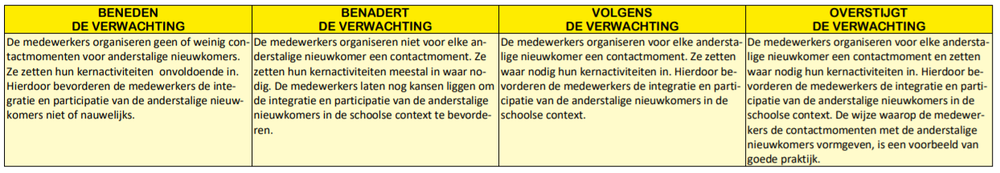 BENEDEN
DE VERWACHTING
De medewerkers organiseren geen of weinig con-
tactmomenten voor anderstalige nieuwkomers.
Ze zetten hun kernactiviteiten onvoldoende in.
Hierdoor bevorderen de medewerkers de inte-
gratie en participatie van de anderstalige nieuw-
komers niet of nauwelijks.
BENADERT
DE VERWACHTING
De medewerkers organiseren niet voor elke an-
derstalige nieuwkomer een contactmoment. Ze
zetten hun kernactiviteiten meestal in waar no-
dig. De medewerkers laten nog kansen liggen om
de integratie en participatie van de anderstalige
nieuwkomers in de schoolse context te bevorde-
ren.
VOLGENS
DE VERWACHTING
De medewerkers organiseren voor elke anderstal-
lige nieuwkomer een contactmoment. Ze zetten
waar nodig hun kernactiviteiten in. Hierdoor be-
vorderen de medewerkers de integratie en parti-
cipatie van de anderstalige nieuwkomers in de
schoolse context.
OVERSTIJGT
DE VERWACHTING
De medewerkers organiseren voor elke anderst­a-
lige nieuwkomer een contactmoment en zetten
waar nodig hun kernactiviteiten in. Hierdoor be-
vorderen de medewerkers de integratie en parti-
cipatie van de anderstalige nieuwkomers in de
schoolse context. De wijze waarop de medewer-
kers de contactmomenten met de anderstalige
nieuwkomers vormgeven, is een voorbeeld van
goede praktijk.